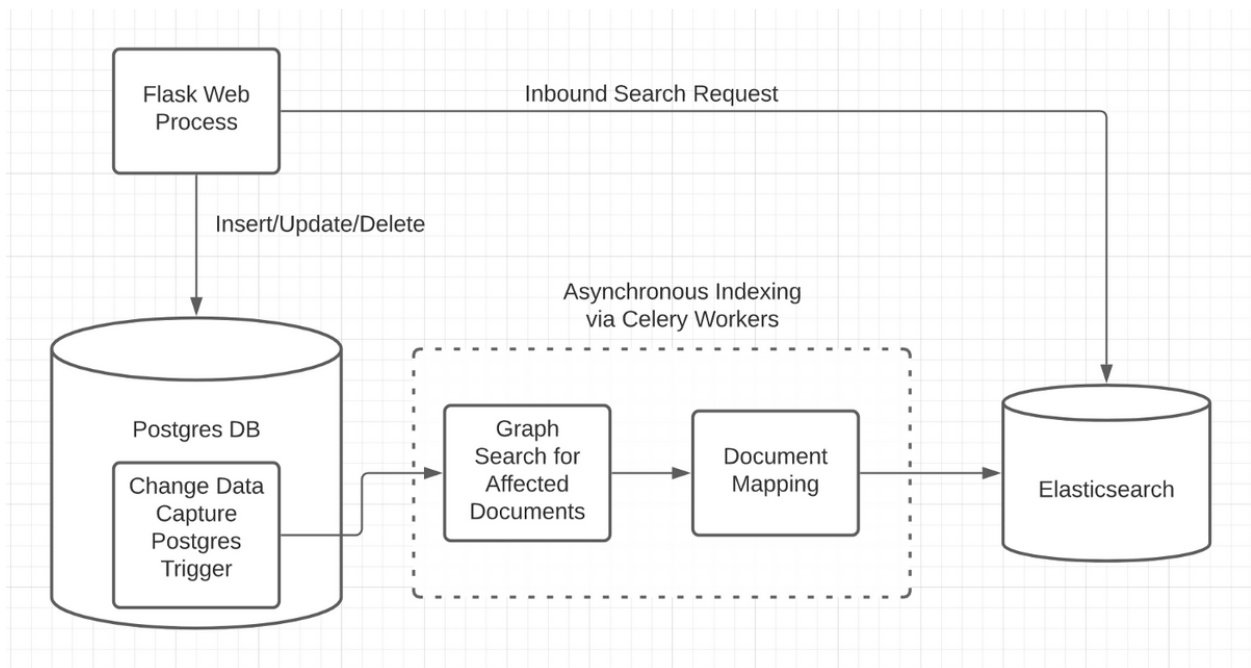 Flask Web
Process
Inbound Search Request
Insert/Update/Delete
Asynchronous Indexing
via Celery Workers
Postgres DB
Change Data
Capture
Postgres
Trigger
Graph
Search for
Affected
Documents
Document
Mapping
Elasticsearch